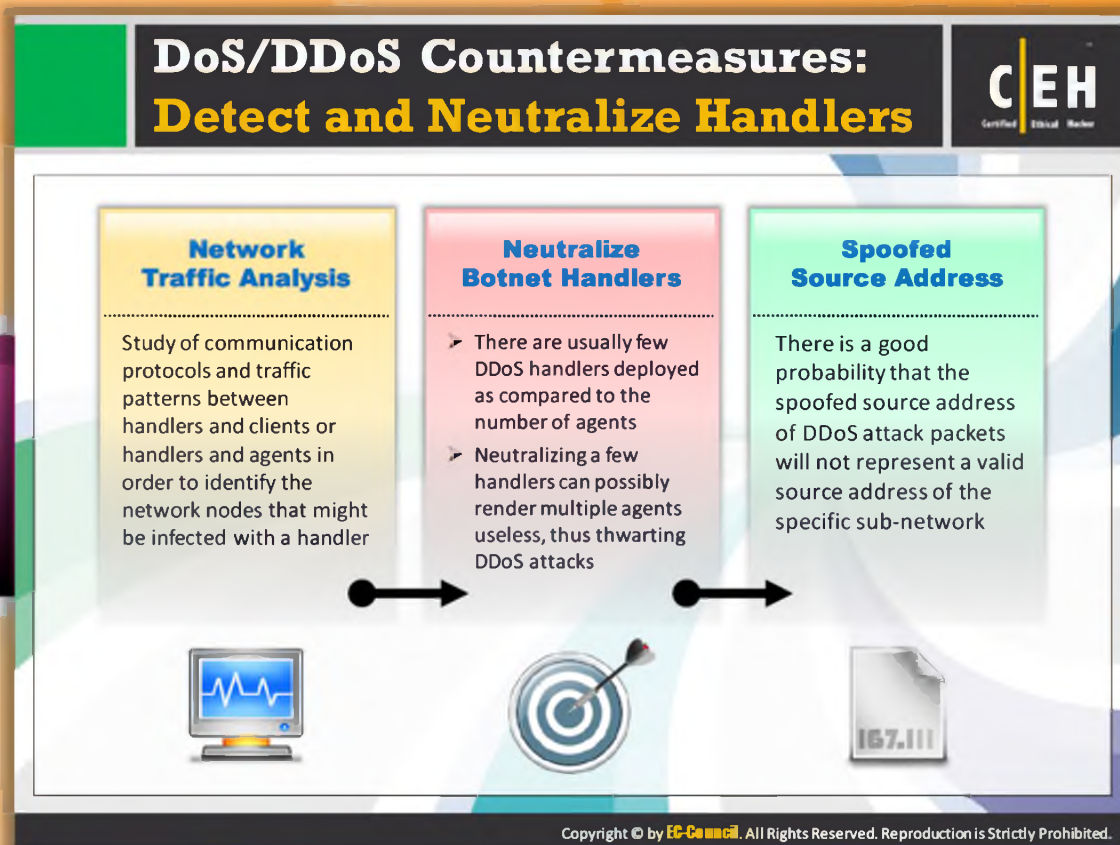 DoS/DDoS Countermeasures:
Detect and Neutralize Handlers
C EH
Certified Ethical Hacker
Network
Traffic Analysis
Study of communication
protocols and traffic
patterns between
handlers and clients or
handlers and agents in
order to identify the
network nodes that might
be infected with a handler
Neutralize
Botnet Handlers
There are usually few
DDoS handlers deployed
as compared to the
number of agents
Neutralizing a few
handlers can possibly
render multiple agents
useless, thus thwarting
DDoS attacks
Spoofed
Source Address
There is a good
probability that the
spoofed source address
of DDoS attack packets
will not represent a valid
source address of the
specific sub-network
167.111
Copyright © by EC-Council. All Rights Reserved. Reproduction is Strictly Prohibited.